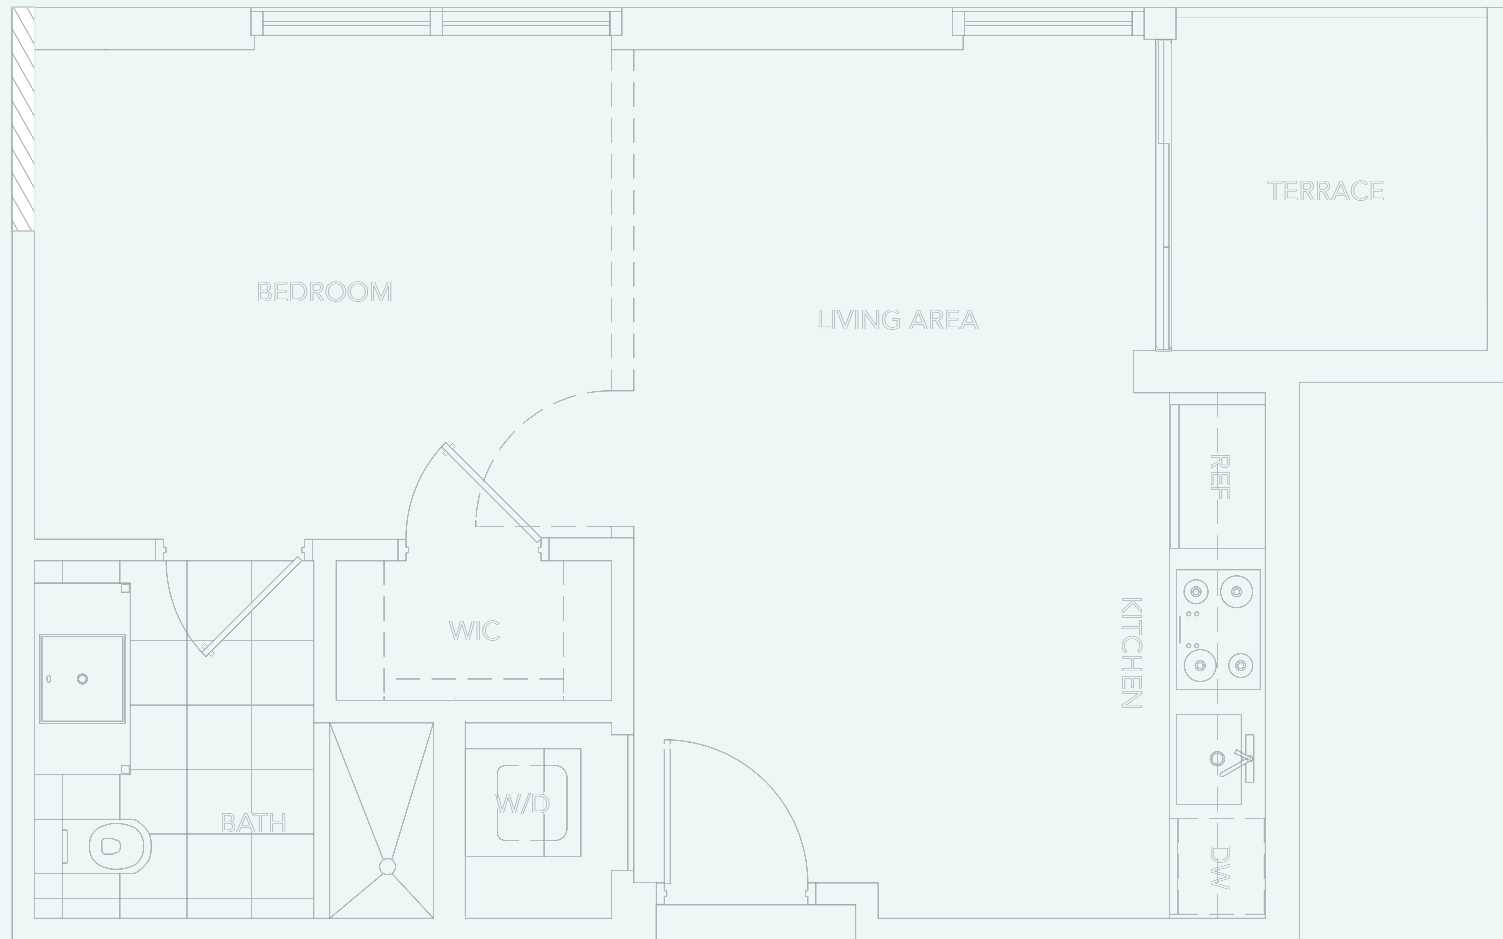 TERRACE
BEDROOM
LIVING AREA
REF
WIC
KITCHEN
W/D
BATH
DW